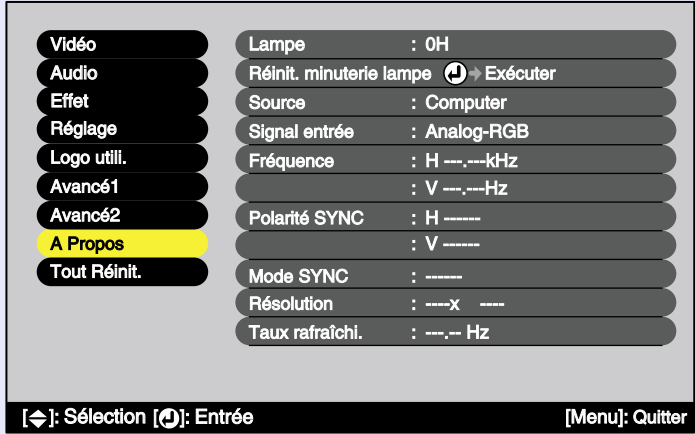 Vidéo
Audio
Effet
Réglage
Logo utili.
Avancé1
Avancé2
A Propos
Tout Réinit.
Lampe : 0H
Réinit. minuterie lampe Exécuter
Source : Computer
Signal entrée : Analog-RGB
Fréquence : H ---.---kHz
: V ---.---Hz
Polarité SYNC : H ------
: V ------
Mode SYNC : ------
Résolution : ----x ----
Taux rafraîchi. : ---.-- Hz
[]: Sélection []: Entrée [Menu]: Quitter